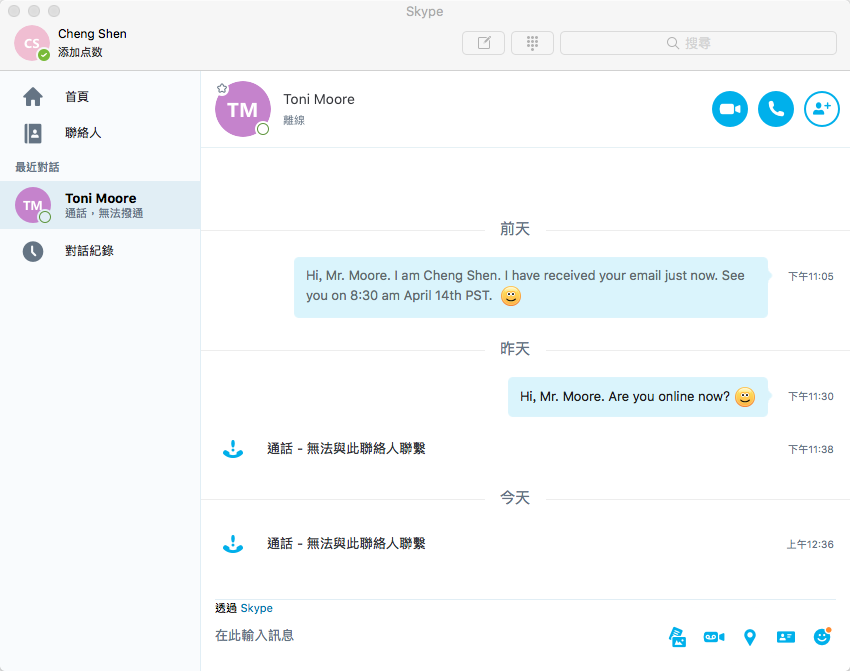 Skype
CS
Cheng Shen
添加点数
搜尋
首頁
聯絡人
最近對話
TM
Toni Moore
通話，無法撥通
對話紀錄
TM
Toni Moore
離線
前天
Hi, Mr. Moore. I am Cheng Shen. I have received your email just now. See
you on 8:30 am April 14th PST.
下午11:05
昨天
Hi, Mr. Moore. Are you online now?
下午11:30
通話 - 無法與此聯絡人聯繫
下午11:38
今天
通話 - 無法與此聯絡人聯繫
上午12:36
透過 Skype
在此輸入訊息